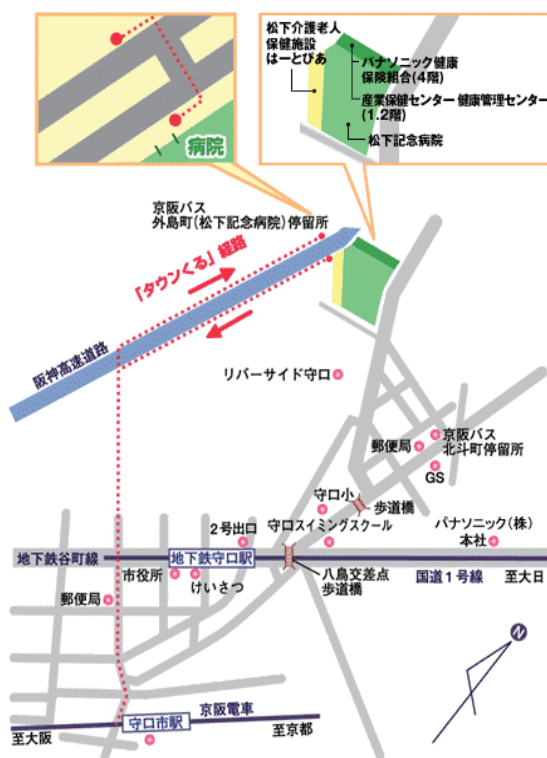 病院
松下介護老人
保健施設
はーとぴあ
パナソニック健康
保険組合(4階)
産業保健センター 健康管理センター
(1.2階)
松下記念病院
京阪バス
外島町(松下記念病院)停留所
「タウンくる」経路
阪神高速道路
リバーサイド守口
郵便局
京阪バス
北斗町停留所
GS
守口小
歩道橋
2号出口
守口スイミングスクール
パナソニック(株)
本社
地下鉄谷町線
地下鉄守口駅
市役所
けいさつ
八島交差点
歩道橋
国道1号線
至大日
郵便局
N
京阪電車
守口市駅
至大阪
至京都